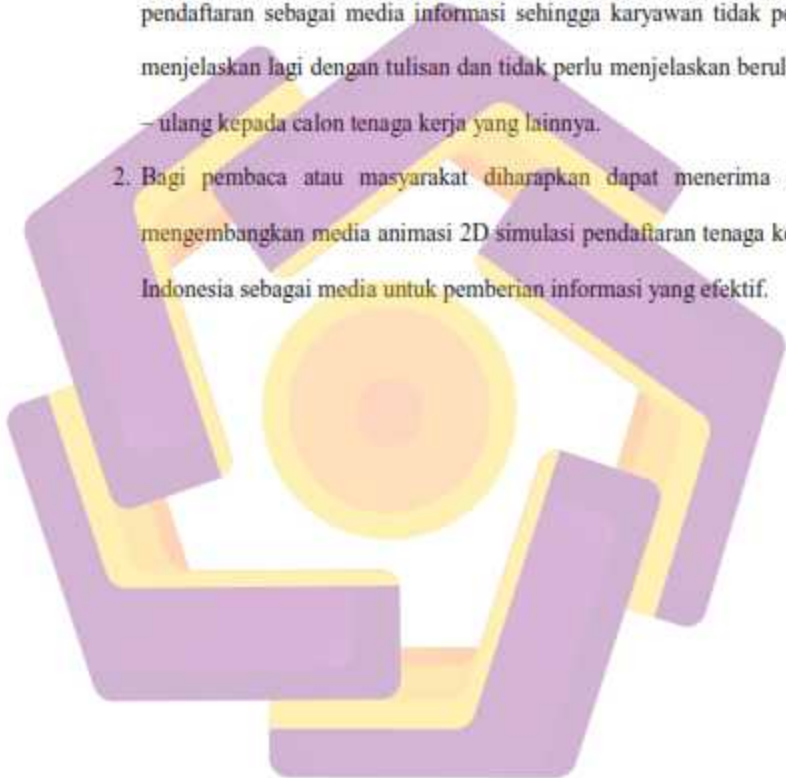 pendaftaran sebagai media informasi sehingga karyawan tidak
menjelaskan lagi dengan tulisan dan tidak perlu menjelaskan
– ulang kepada calon tenaga kerja yang lainnya.
2. Bagi pembaca atau masyarakat diharapkan dapat menerima
mengembangkan media animasi 2D simulasi pendaftaran tenaga
Indonesia sebagai media untuk pemberian informasi yang efektif.